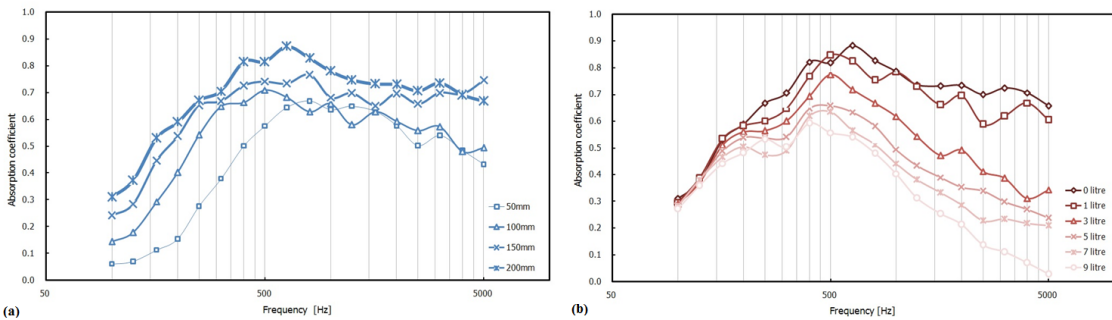 1.0
0.9
0.8
0.7
0.6
0.5
0.4
0.3
0.2
0.1
0.0
Absorption coefficient
50mm
100mm
150mm
200mm
50
500
5000
Frequency [Hz]
(a)
1.0
0.9
0.8
0.7
0.6
0.5
0.4
0.3
0.2
0.1
0.0
Absorption coefficient
0 litre
1 litre
3 litre
5 litre
7 litre
9 litre
50
500
5000
Frequency [Hz]
(b)